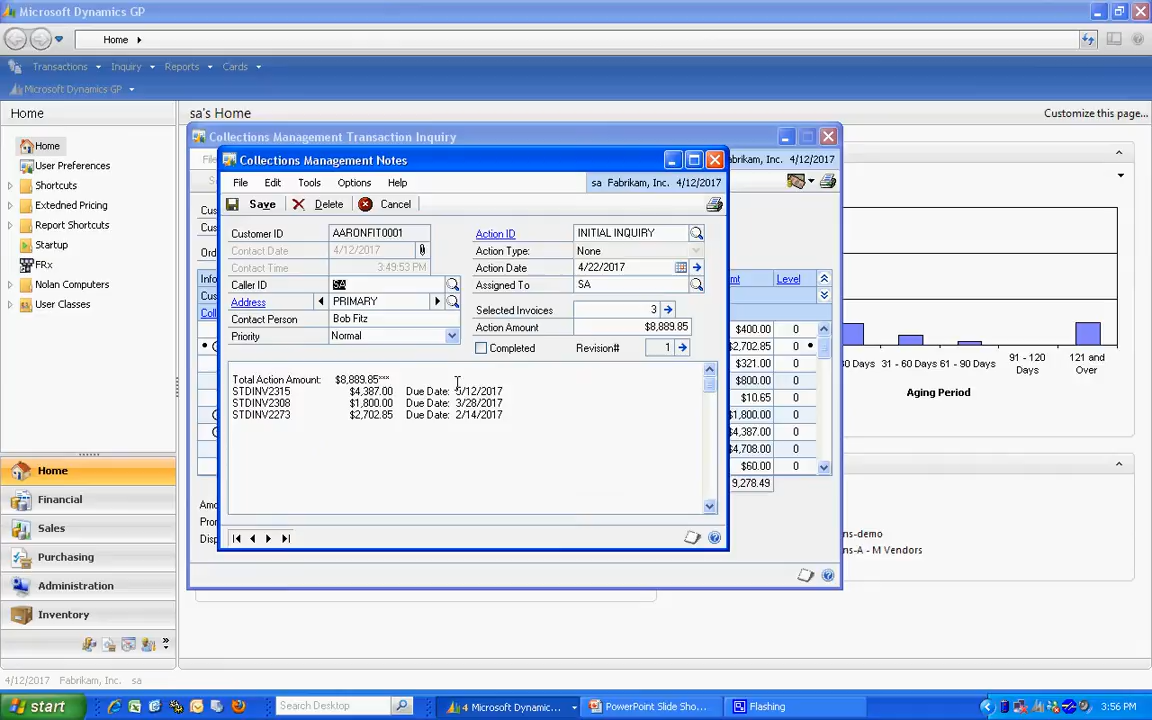 Microsoft Dynamics GP
Home
Transactions Inquiry Reports Cards
Microsoft Dynamics GP
Home
sa's Home
Customize this page...
Home
User Preferences
Shortcuts
Extedned Pricing
Report Shortcuts
Startup
FRx
Nolan Computers
User Classes
Collections Management Transaction Inquiry
File
abrikam, Inc. 4/12/2017
Collections Management Notes
File Edit Tools Options Help
sa Fabrikam, Inc. 4/12/2017
Save Delete Cancel
Customer ID AARONFIT0001
Contact Date 4/12/2017
Contact Time 3:49:53 PM
Caller ID SA
Address PRIMARY
Contact Person Bob Fitz
Priority Normal
Action ID INITIAL INQUIRY
Action Type: None
Action Date 4/22/2017
Assigned To SA
Selected Invoices 3
Action Amount $8,889.85
Completed Revision# 1
Total Action Amount: $8,889.85***
STDINV2315 $4,387.00 Due Date: 5/12/2017
STDINV2308 $1,800.00 Due Date: 3/28/2017
STDINV2273 $2,702.85 Due Date: 2/14/2017
Level
$400.00 0
$2,702.85 0
$321.00 0
$800.00 0
$10.65 0
$1,800.00 0
$4,387.00 0
$4,708.00 0
$60.00 0
9,278.49
Days 31 - 60 Days 61 - 90 Days 91 - 120 Days 121 and Over
Aging Period
ns-demo
ns-A - M Vendors
Home
Financial
Sales
Purchasing
Administration
Inventory
4/12/2017 Fabrikam, Inc. sa
start
Search Desktop
4 Microsoft Dynamic...
PowerPoint Slide Sho...
Flashing
3:56 PM